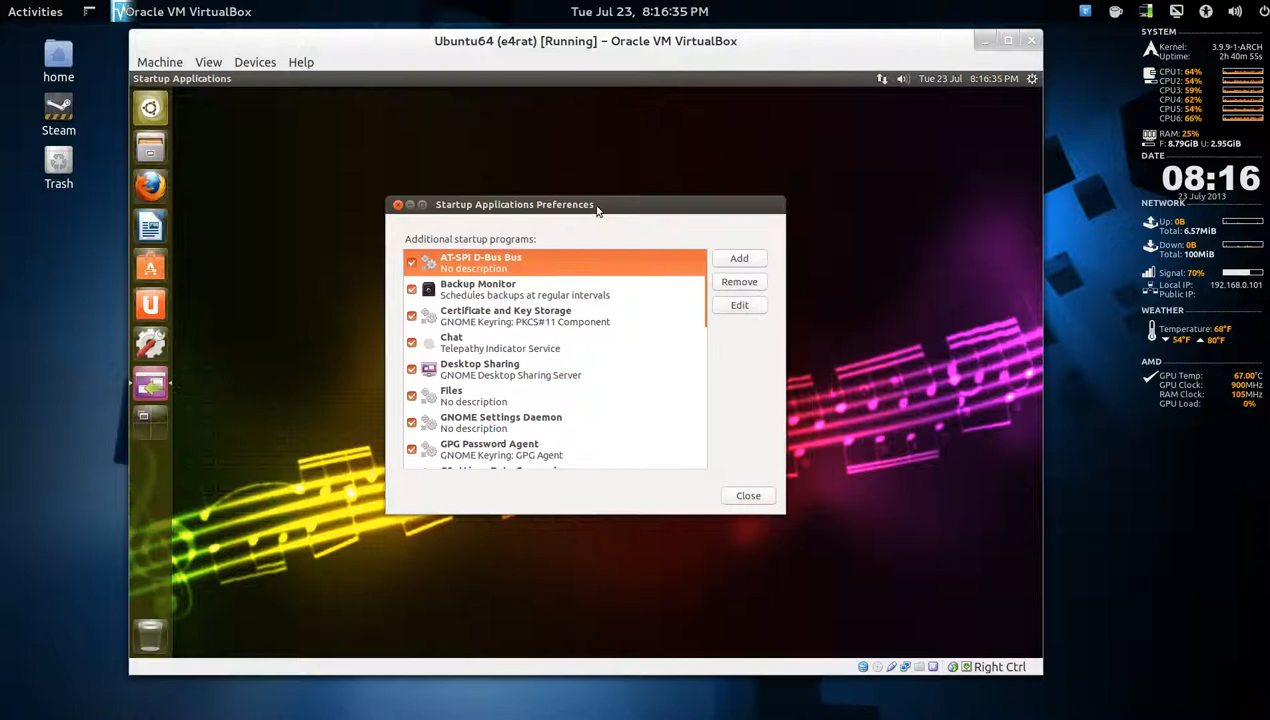 Activities
Oracle VM VirtualBox
Tue Jul 23, 8:16:35 PM
home
Steam
Trash
Ubuntu64 (e4rat) [Running] – Oracle VM VirtualBox
Machine View Devices Help
Startup Applications
Tue 23 Jul 8:16:35 PM
Startup Applications Preferences
Additional startup programs:
AT-SPI D-Bus Bus
No description
Backup Monitor
Schedules backups at regular intervals
Certificate and Key Storage
GNOME Keyring: PKCS#11 Component
Chat
Telepathy Indicator Service
Desktop Sharing
GNOME Desktop Sharing Server
Files
No description
GNOME Settings Daemon
No description
GPG Password Agent
GNOME Keyring: GPG Agent
Add
Remove
Edit
Close
Right Ctrl
SYSTEM
Kernel: 3.9.9-1-ARCH
Uptime: 2h 40m 55s
CPU1: 64%
CPU2: 54%
CPU3: 59%
CPU4: 62%
CPU5: 54%
CPU6: 66%
RAM: 25%
F: 8.79GiB U: 2.95GiB
DATE
08:16
23 July 2013
NETWORK
Up: 0B
Total: 6.57MiB
Down: 0B
Total: 100MiB
Signal: 70%
Local IP: 192.168.0.101
Public IP:
WEATHER
Temperature: 68°F
54°F 80°F
AMD
GPU Temp: 67.00°C
GPU Clock: 900MHz
RAM Clock: 105MHz
GPU Load: 0%